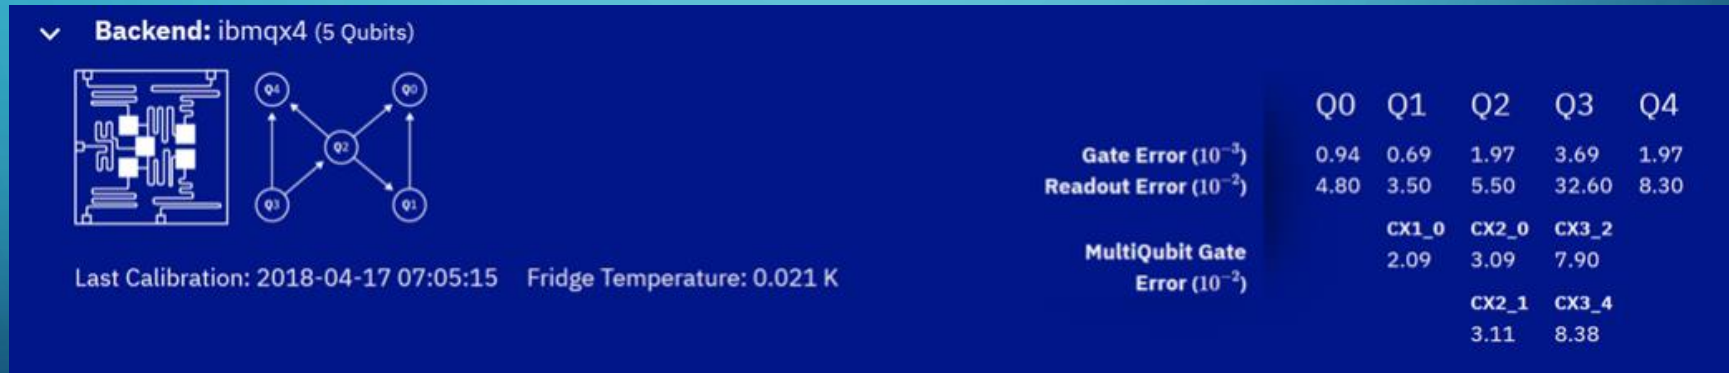 Backend: ibmqx4 (5 Qubits)
Q4 Q0
Q2
Q3 Q1
Last Calibration: 2018-04-17 07:05:15 Fridge Temperature: 0.021 K
Q0 Q1 Q2 Q3 Q4
Gate Error (10⁻³) 0.94 0.69 1.97 3.69 1.97
Readout Error (10⁻²) 4.80 3.50 5.50 32.60 8.30
CX1_0 CX2_0 CX3_2
MultiQubit Gate
2.09 3.09 7.90
Error (10⁻²)
CX2_1 CX3_4
3.11 8.38